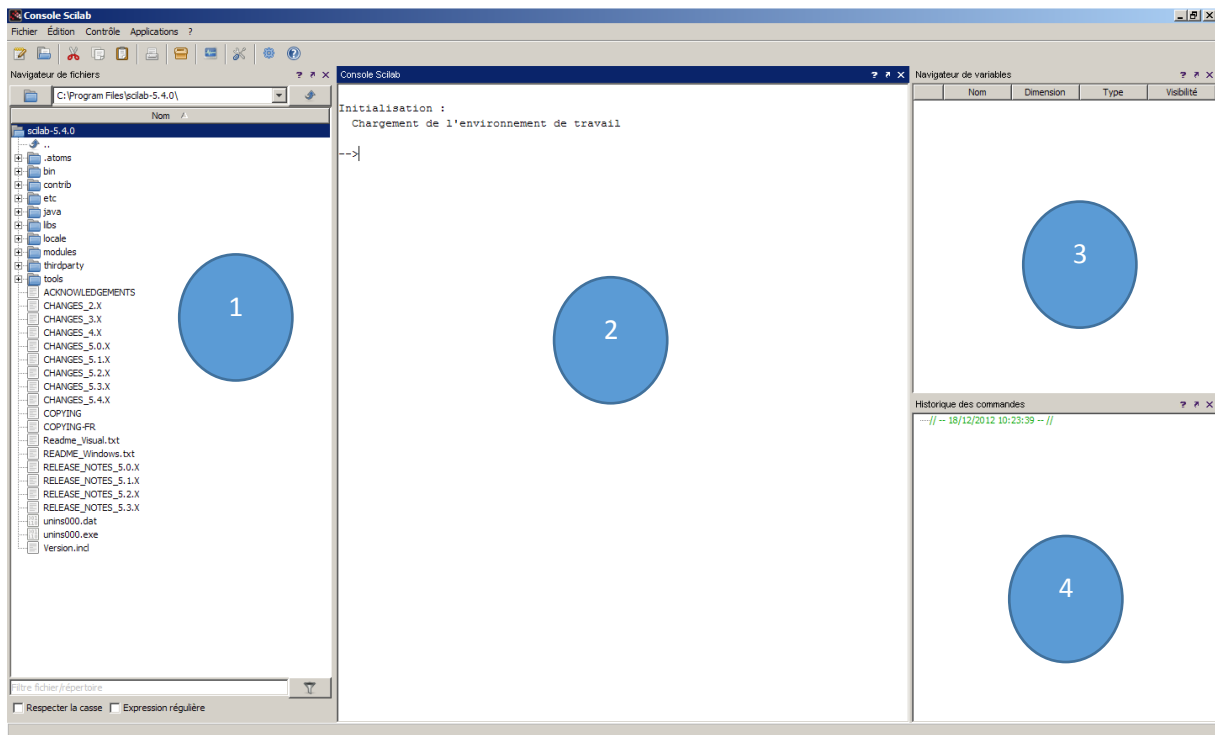 Console Scilab
Fichier Édition Contrôle Applications ?
Navigateur de fichiers
C:\Program Files\scilab-5.4.0\
Nom
scilab-5.4.0
..
.atoms
bin
contrib
etc
java
libs
locale
modules
thirdparty
tools
ACKNOWLEDGEMENTS
CHANGES_2.X
CHANGES_3.X
CHANGES_4.X
CHANGES_5.0.X
CHANGES_5.1.X
CHANGES_5.2.X
CHANGES_5.3.X
CHANGES_5.4.X
COPYING
COPYING-FR
Readme_Visual.txt
README_Windows.txt
RELEASE_NOTES_5.0.X
RELEASE_NOTES_5.1.X
RELEASE_NOTES_5.2.X
RELEASE_NOTES_5.3.X
unins000.dat
unins000.exe
Version.incl
1
Filtre fichier/répertoire
Respecter la casse Expression régulière
Console Scilab
Initialisation :
Chargement de l'environnement de travail
-->
2
Navigateur de variables
Nom Dimension Type Visibilité
3
Historique des commandes
// -- 18/12/2012 10:23:39 -- //
4